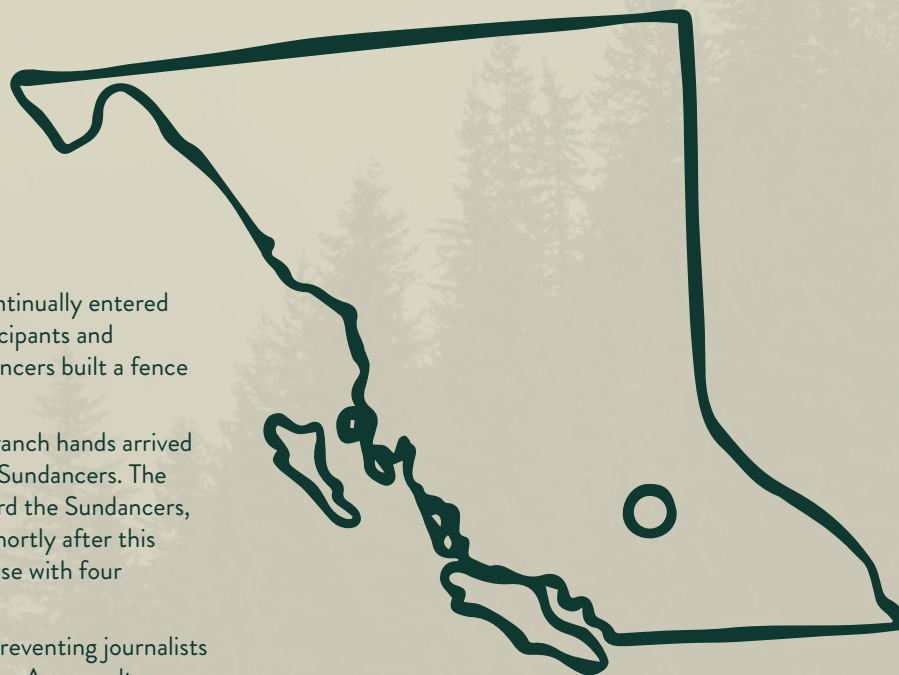 ntinually entered
cipants and
ncers built a fence
ranch hands arrived
Sundancers. The
rd the Sundancers,
hortly after this
se with four
reventing journalists